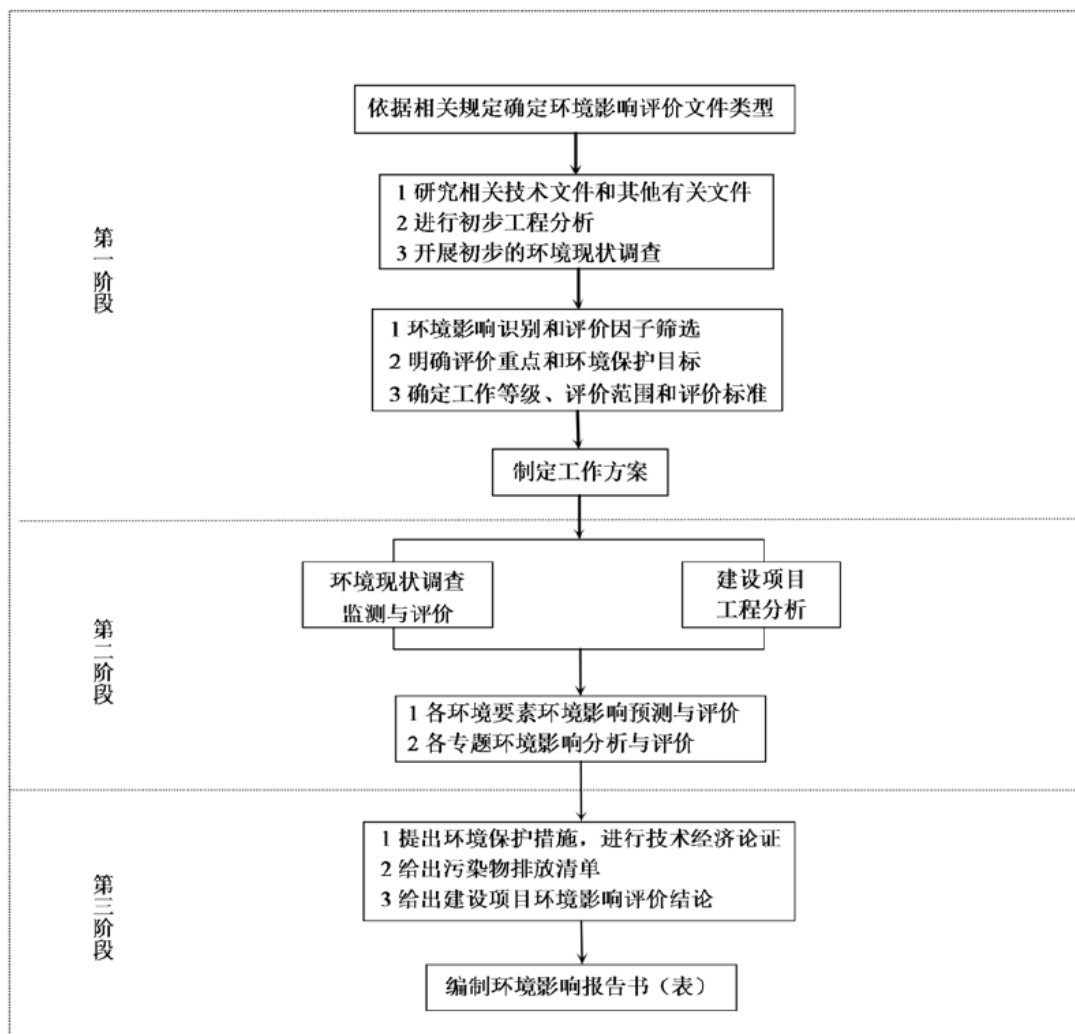 依据相关规定确定环境影响评价文件类型
1 研究相关技术文件和其他有关文件
2 进行初步工程分析
3 开展初步的环境现状调查
第一阶段
1 环境影响识别和评价因子筛选
2 明确评价重点和环境保护目标
3 确定工作等级、评价范围和评价标准
制定工作方案
环境现状调查
监测与评价
建设项目
工程分析
第二阶段
1 各环境要素环境影响预测与评价
2 各专题环境影响分析与评价
1 提出环境保护措施，进行技术经济论证
2 给出污染物排放清单
3 给出建设项目环境影响评价结论
第三阶段
编制环境影响报告书（表）